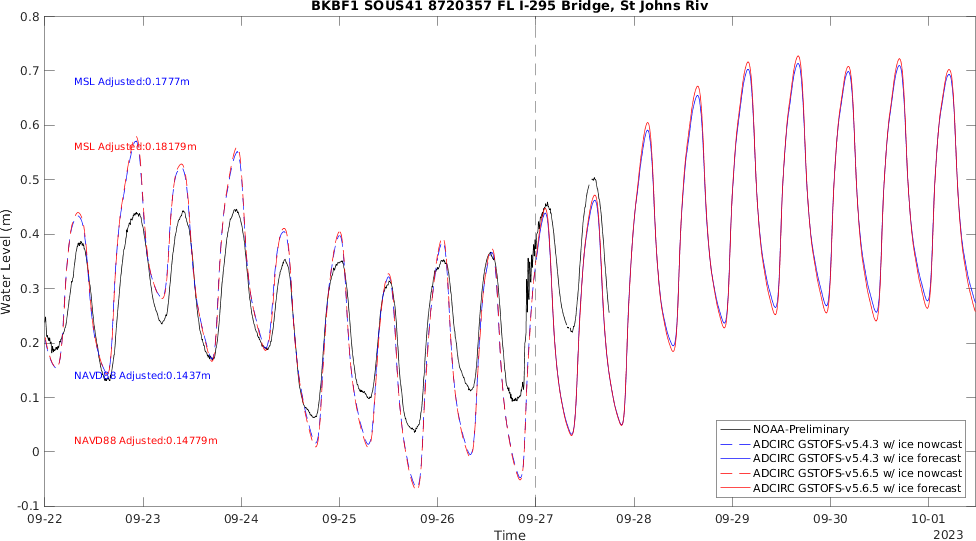 BKBF1 SOUS41 8720357 FL I-295 Bridge, St Johns Riv
0.8
0.7
0.6
0.5
0.4
0.3
0.2
0.1
0
-0.1
Water Level (m)
MSL Adjusted:0.1777m
MSL Adjusted:0.18179m
NAVD88 Adjusted:0.1437m
NAVD88 Adjusted:0.14779m
NOAA-Preliminary
ADCIRC GSTOFS-v5.4.3 w/ ice nowcast
ADCIRC GSTOFS-v5.4.3 w/ ice forecast
ADCIRC GSTOFS-v5.6.5 w/ ice nowcast
ADCIRC GSTOFS-v5.6.5 w/ ice forecast
09-22 09-23 09-24 09-25 09-26 09-27 09-28 09-29 09-30 10-01
Time
2023